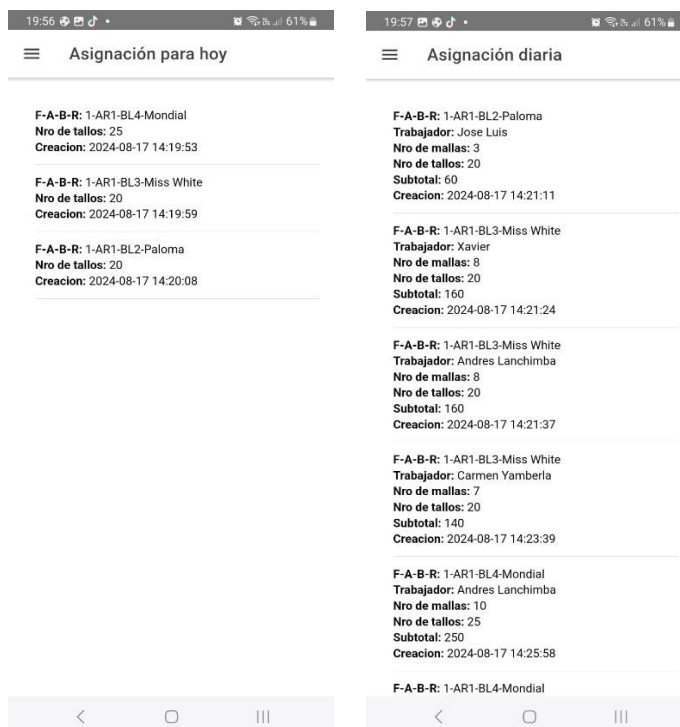 19:56
61%
Asignación para hoy
F-A-B-R: 1-AR1-BL4-Mondial
Nro de tallos: 25
Creacion: 2024-08-17 14:19:53
F-A-B-R: 1-AR1-BL3-Miss White
Nro de tallos: 20
Creacion: 2024-08-17 14:19:59
F-A-B-R: 1-AR1-BL2-Paloma
Nro de tallos: 20
Creacion: 2024-08-17 14:20:08
19:57
61%
Asignación diaria
F-A-B-R: 1-AR1-BL2-Paloma
Trabajador: Jose Luis
Nro de mallas: 3
Nro de tallos: 20
Subtotal: 60
Creacion: 2024-08-17 14:21:11
F-A-B-R: 1-AR1-BL3-Miss White
Trabajador: Xavier
Nro de mallas: 8
Nro de tallos: 20
Subtotal: 160
Creacion: 2024-08-17 14:21:24
F-A-B-R: 1-AR1-BL3-Miss White
Trabajador: Andres Lanchimba
Nro de mallas: 8
Nro de tallos: 20
Subtotal: 160
Creacion: 2024-08-17 14:21:37
F-A-B-R: 1-AR1-BL3-Miss White
Trabajador: Carmen Yamberla
Nro de mallas: 7
Nro de tallos: 20
Subtotal: 140
Creacion: 2024-08-17 14:23:39
F-A-B-R: 1-AR1-BL4-Mondial
Trabajador: Andres Lanchimba
Nro de mallas: 10
Nro de tallos: 25
Subtotal: 250
Creacion: 2024-08-17 14:25:58
F-A-B-R: 1-AR1-BL4-Mondial